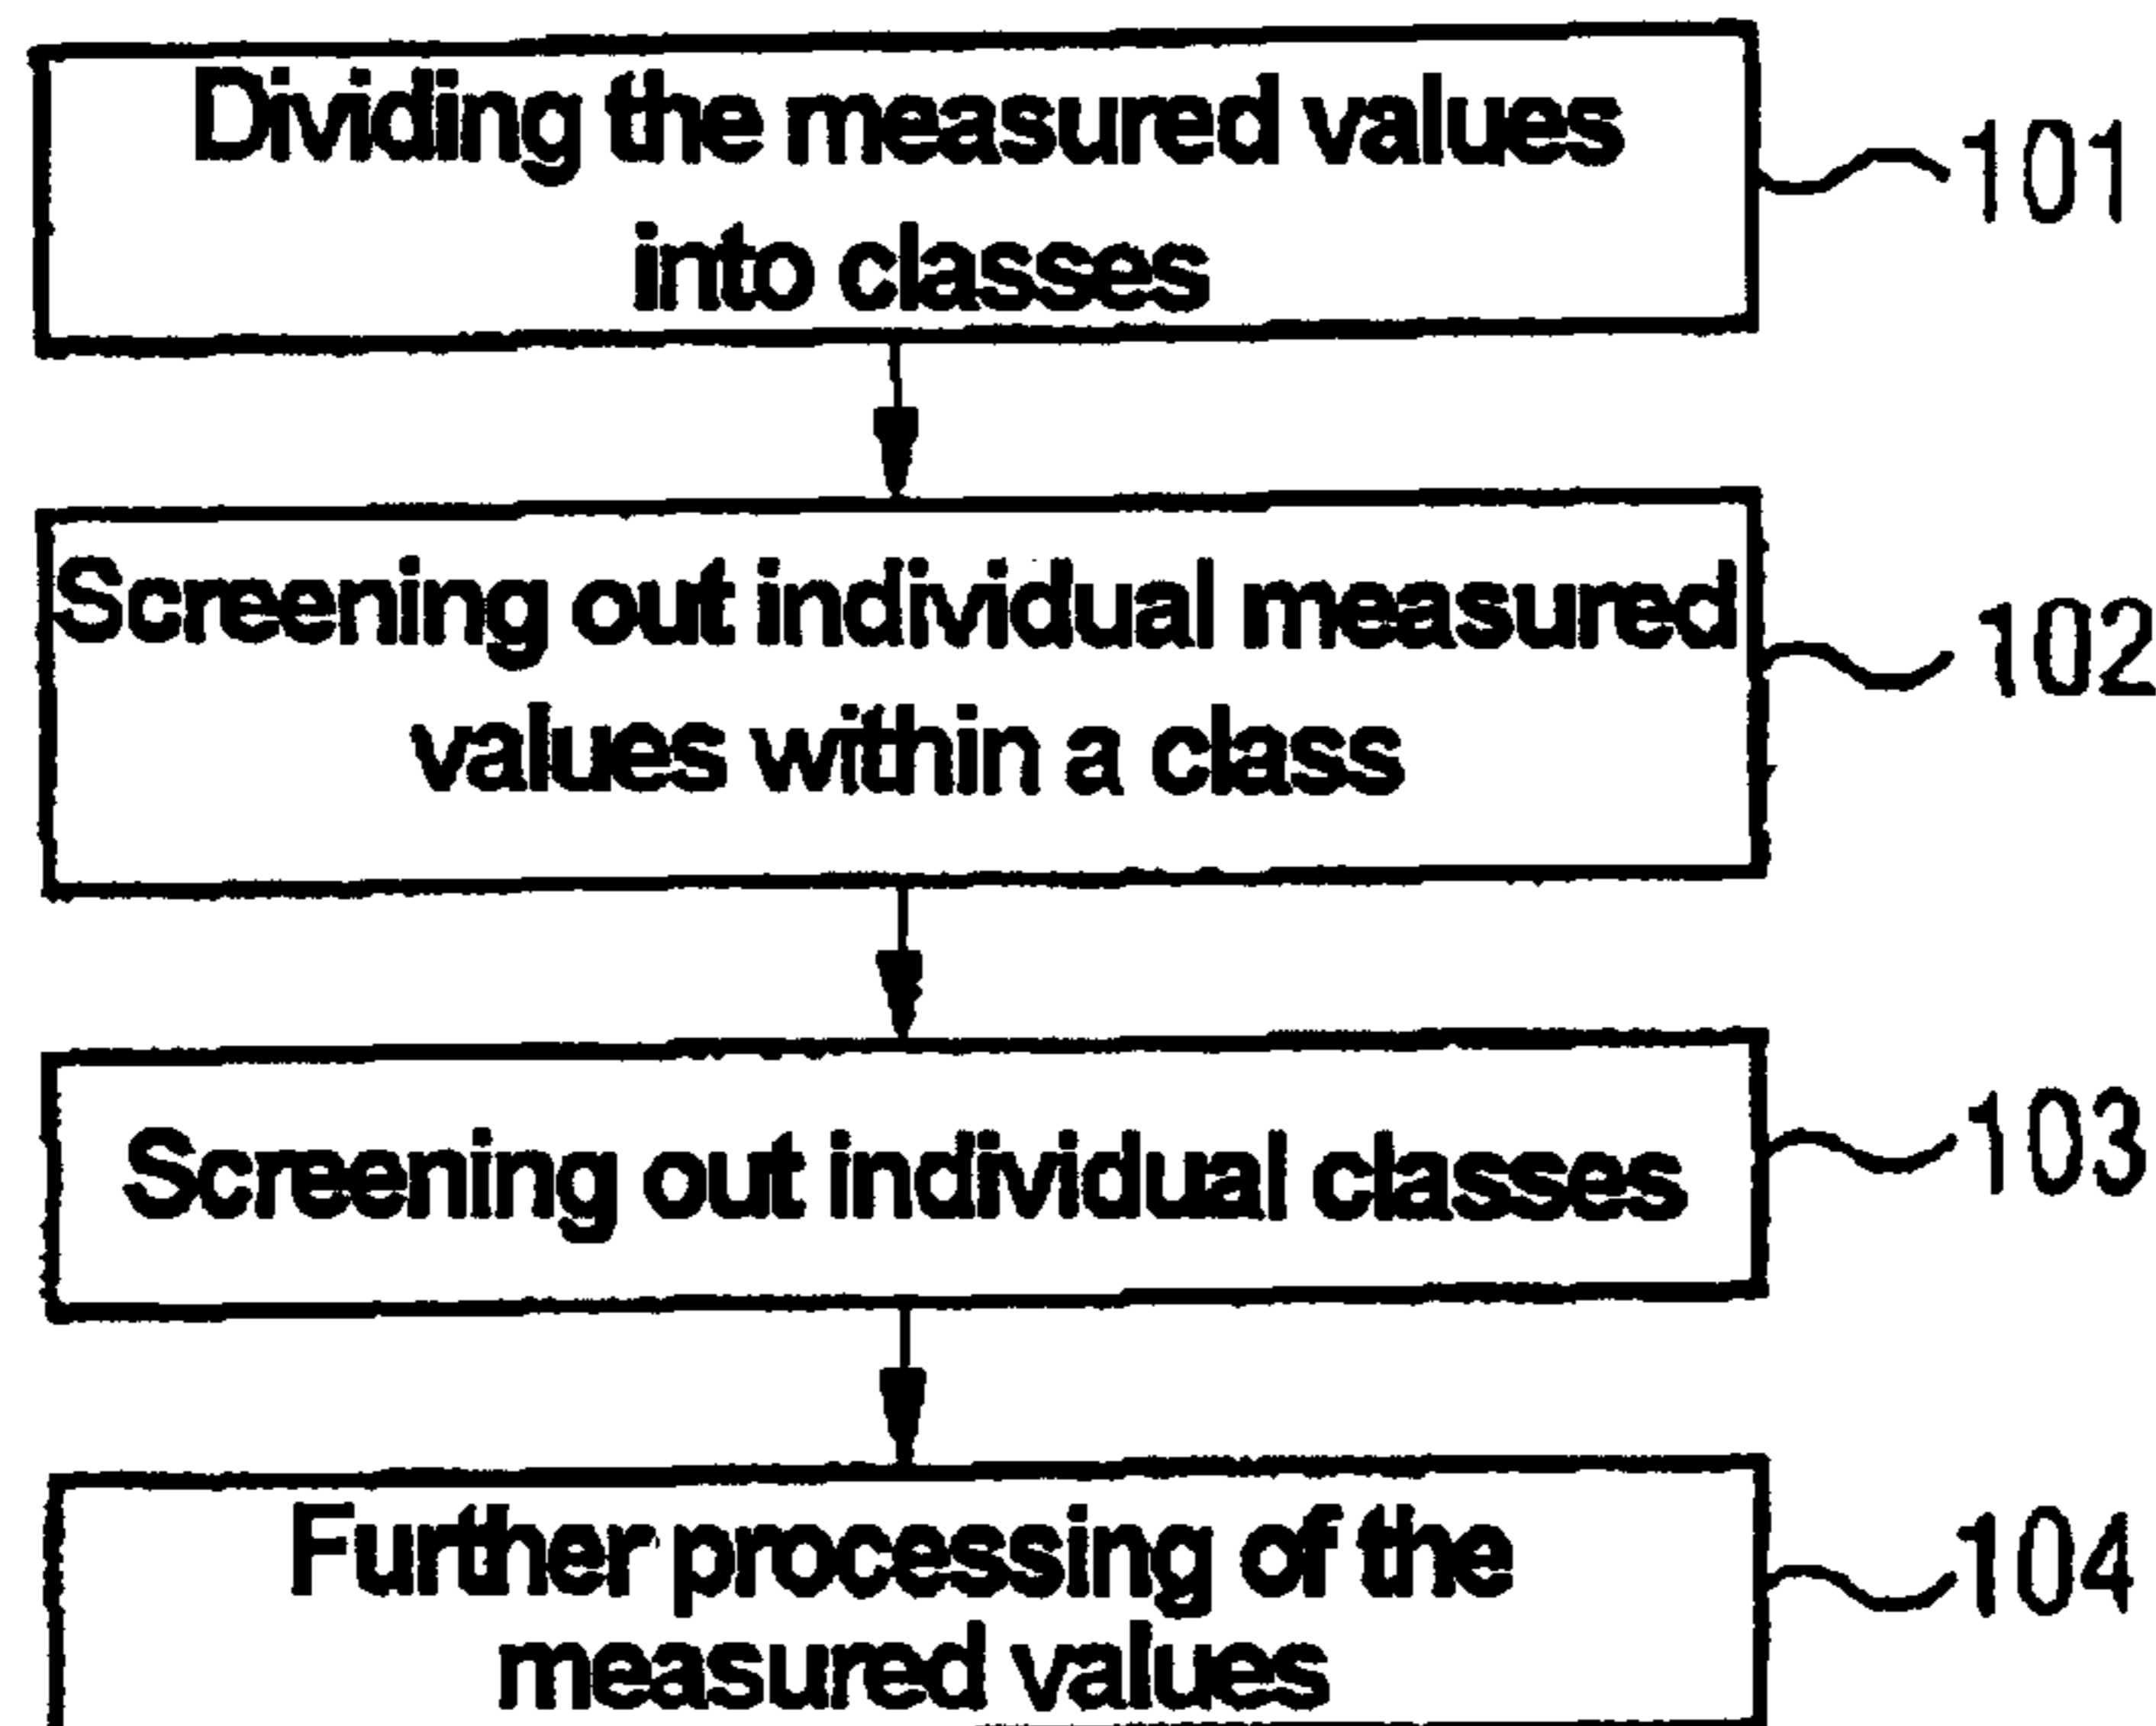 Dividing the measured values
into classes
101
Screening out individual measured
values within a class
102
Screening out individual classes
103
Further processing of the
measured values
104